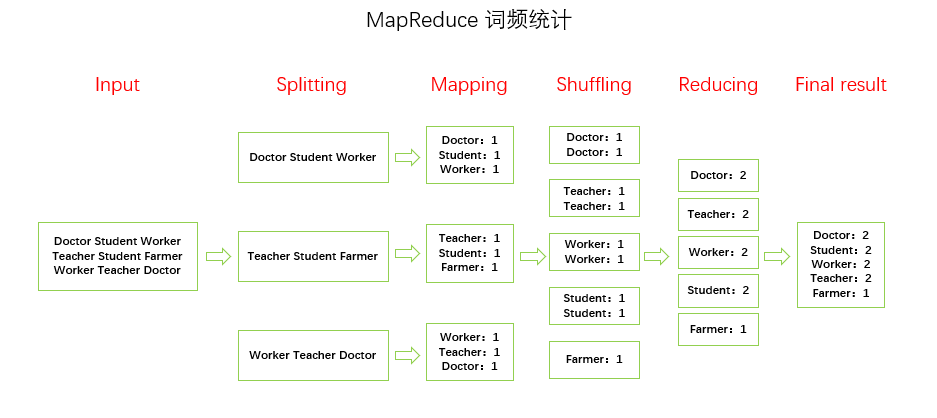 MapReduce 词频统计
Input
Splitting
Mapping
Shuffling
Reducing
Final result
Doctor Student Worker
Teacher Student Farmer
Worker Teacher Doctor
Doctor Student Worker
Teacher Student Farmer
Worker Teacher Doctor
Doctor：1
Student：1
Worker：1
Teacher：1
Student：1
Farmer：1
Worker：1
Teacher：1
Doctor：1
Doctor：1
Doctor：1
Teacher：1
Teacher：1
Worker：1
Worker：1
Student：1
Student：1
Farmer：1
Doctor：2
Teacher：2
Worker：2
Student：2
Farmer：1
Doctor：2
Student：2
Worker：2
Teacher：2
Farmer：1